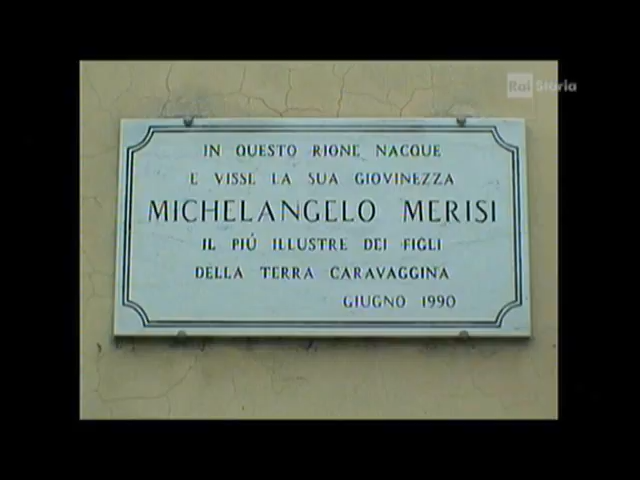 Rai Storia
IN QUESTO RIONE NACQUE
E VISSE LA SUA GIOVINEZZA
MICHELANGELO MERISI
IL PIÚ ILLUSTRE DEI FIGLI
DELLA TERRA CARAVAGGINA
GIUGNO 1990